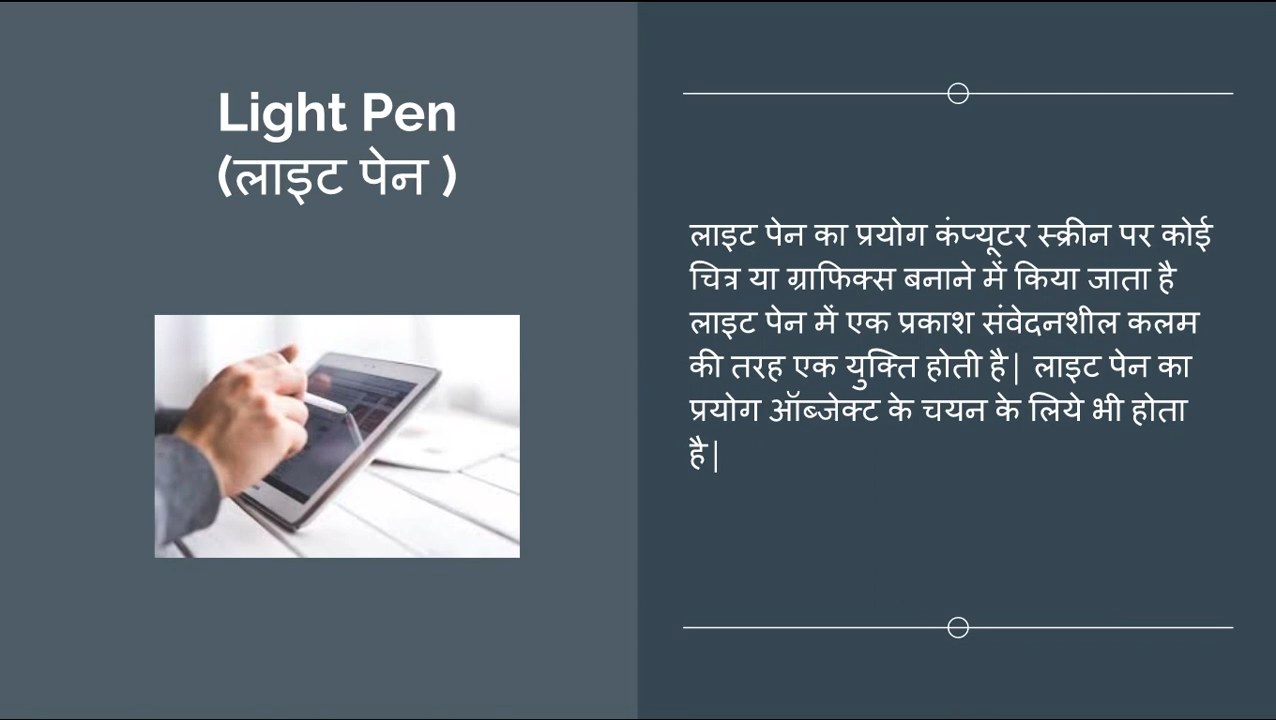 Light Pen
(लाइट पेन )
लाइट पेन का प्रयोग कंप्यूटर स्क्रीन पर कोई
चित्र या ग्राफिक्स बनाने में किया जाता है
लाइट पेन में एक प्रकाश संवेदनशील कलम
की तरह एक युक्ति होती है| लाइट पेन का
प्रयोग ऑब्जेक्ट के चयन के लिये भी होता
है|